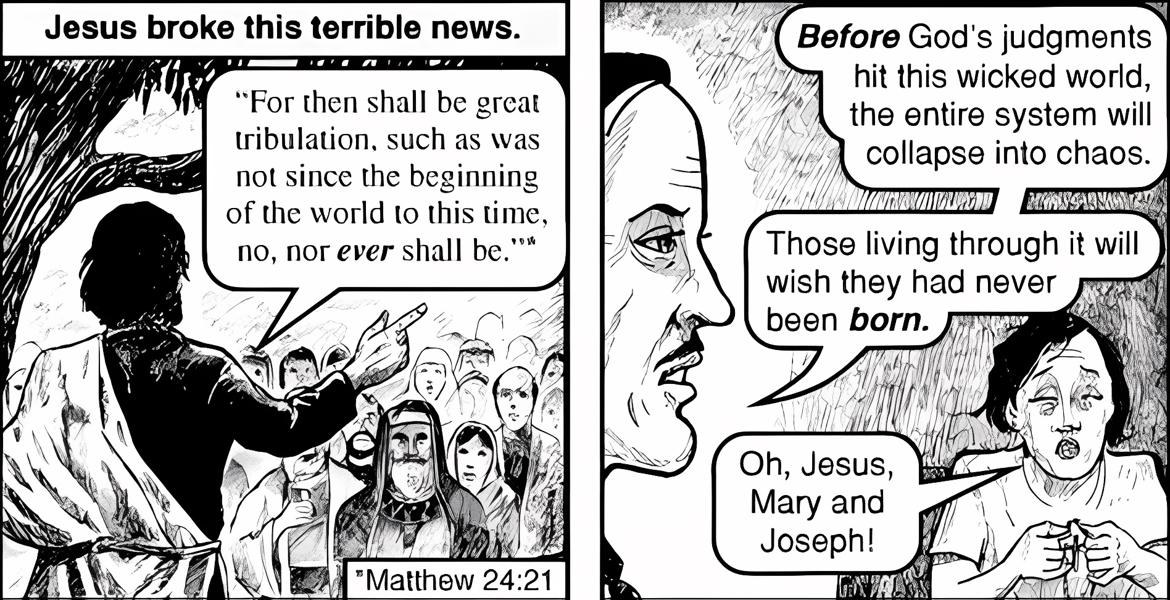 Jesus broke this terrible news.
"For then shall be great
tribulation, such as was
not since the beginning
of the world to this time,
no, nor ever shall be."""
"Matthew 24:21
Before God's judgments
hit this wicked world,
the entire system will
collapse into chaos.
Those living through it will
wish they had never
been born.
Oh, Jesus,
Mary and
Joseph!